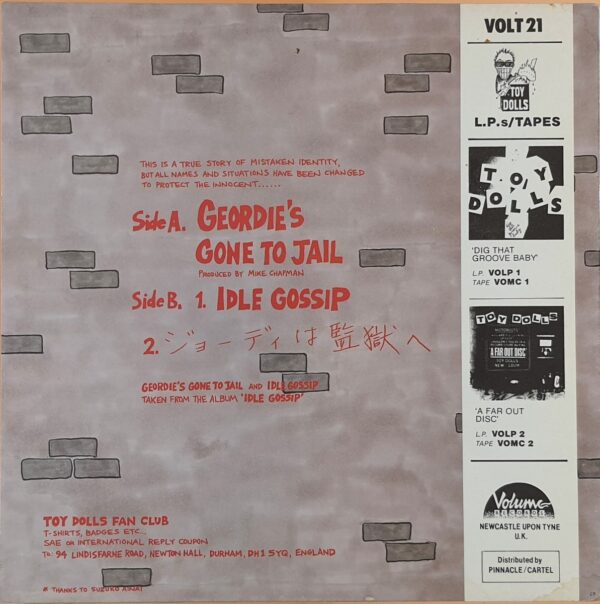 THIS IS A TRUE STORY OF MISTAKEN IDENTITY,
BUT ALL NAMES AND SITUATIONS HAVE BEEN CHANGED
TO PROTECT THE INNOCENT......
Side A. GEORDIE'S
GONE TO JAIL
PRODUCED BY MIKE CHAPMAN
Side B. 1. IDLE GOSSIP
2. ジョーディは監獄へ
GEORDIE'S GONE TO JAIL AND IDLE GOSSIP
TAKEN FROM THE ALBUM 'IDLE GOSSIP'
TOY DOLLS FAN CLUB
T-SHIRTS, BADGES ETC...
SAE OR INTERNATIONAL REPLY COUPON
TO: 94 LINDISFARNE ROAD, NEWTON HALL, DURHAM, DH1 5YQ, ENGLAND
* THANKS TO
VOLT 21
TOY
DOLLS
L.P.s/TAPES
TOY
DOLLS
'DIG THAT
GROOVE BABY'
L.P. VOLP 1
TAPE VOMC 1
TOY DOLLS
A FAR OUT DISC
'A FAR OUT
DISC'
L.P. VOLP 2
TAPE VOMC 2
Volume
RECORDS
NEWCASTLE UPON TYNE
U.K.
Distributed by
PINNACLE/CARTEL